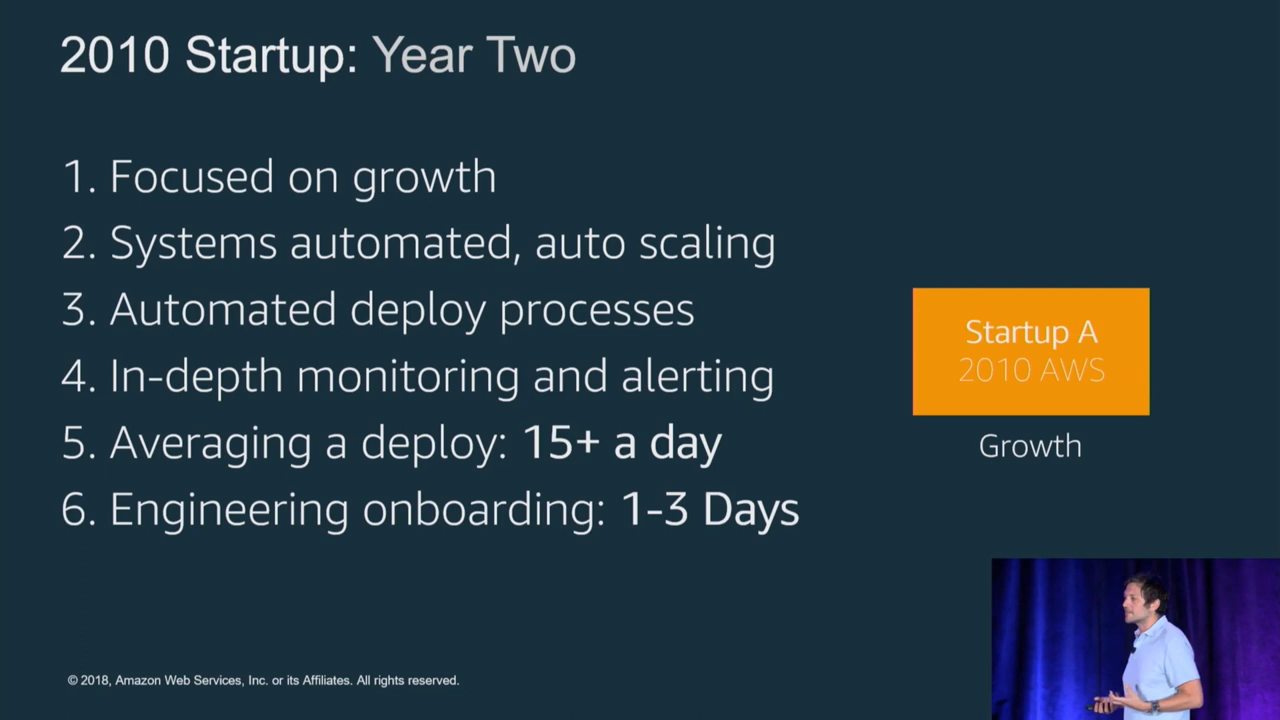 2010 Startup: Year Two
1. Focused on growth
2. Systems automated, auto scaling
3. Automated deploy processes
4. In-depth monitoring and alerting
5. Averaging a deploy: 15+ a day
6. Engineering onboarding: 1-3 Days
Startup A
2010 AWS
Growth
© 2018, Amazon Web Services, Inc. or its Affiliates. All rights reserved.